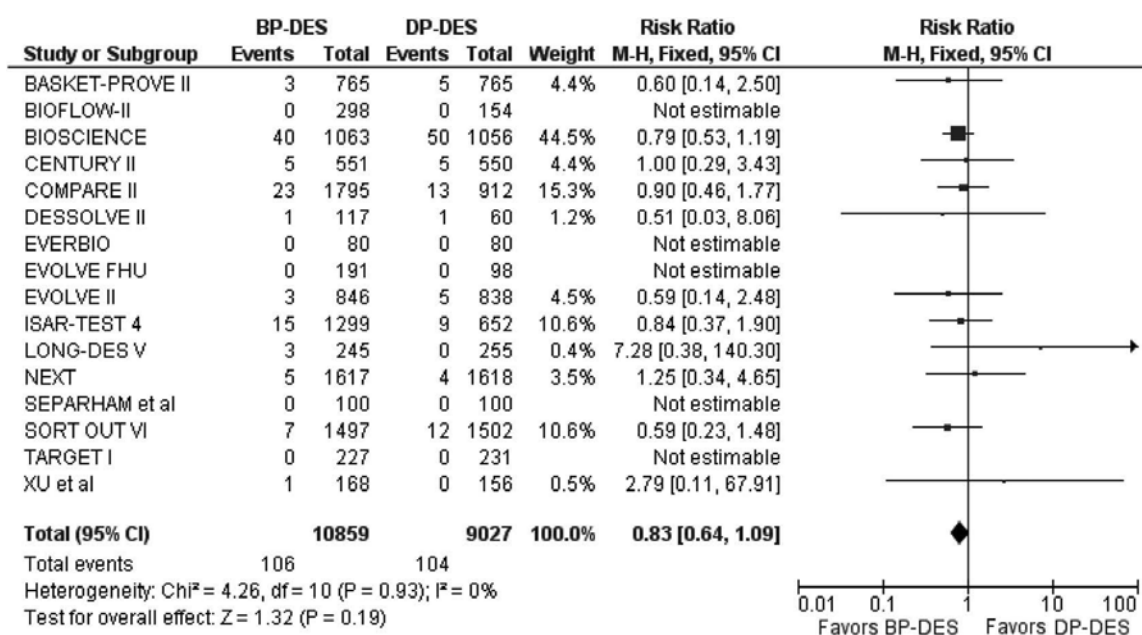 BP-DES DP-DES Risk Ratio Risk Ratio
Study or Subgroup Events Total Events Total Weight M-H, Fixed, 95% CI M-H, Fixed, 95% CI
BASKET-PROVE II 3 765 5 765 4.4% 0.60 [0.14, 2.50]
BIOFLOW-II 0 298 0 154 Not estimable
BIOSCIENCE 40 1063 50 1056 44.5% 0.79 [0.53, 1.19]
CENTURY II 5 551 5 550 4.4% 1.00 [0.29, 3.43]
COMPARE II 23 1795 13 912 15.3% 0.90 [0.46, 1.77]
DESSOLVE II 1 117 1 60 1.2% 0.51 [0.03, 8.06]
EVERBIO 0 80 0 80 Not estimable
EVOLVE FHU 0 191 0 98 Not estimable
EVOLVE II 3 846 5 838 4.5% 0.59 [0.14, 2.48]
ISAR-TEST 4 15 1299 9 652 10.6% 0.84 [0.37, 1.90]
LONG-DES V 3 245 0 255 0.4% 7.28 [0.38, 140.30]
NEXT 5 1617 4 1618 3.5% 1.25 [0.34, 4.65]
SEPARHAM et al 0 100 0 100 Not estimable
SORT OUT VI 7 1497 12 1502 10.6% 0.59 [0.23, 1.48]
TARGET I 0 227 0 231 Not estimable
XU et al 1 168 0 156 0.5% 2.79 [0.11, 67.91]
Total (95% CI) 10859 9027 100.0% 0.83 [0.64, 1.09]
Total events 106 104
Heterogeneity: Chi² = 4.26, df = 10 (P = 0.93); I² = 0%
Test for overall effect: Z = 1.32 (P = 0.19)
0.01 0.1 1 10 100
Favors BP-DES Favors DP-DES